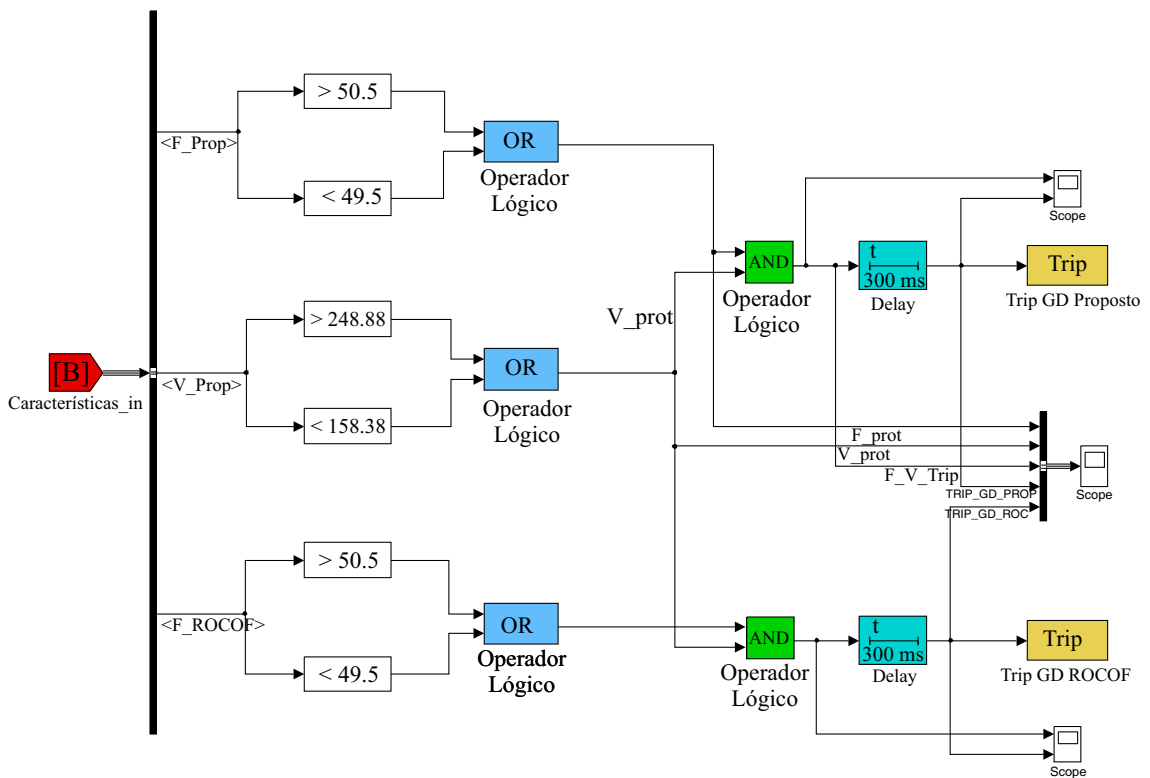 > 50.5
<F_Prop>
OR
< 49.5
Operador
Lógico
Scope
AND
t
300 ms
Trip
Operador
Lógico
Delay
Trip GD Proposto
> 248.88
V_prot
[B]
Características_in
<V_Prop>
OR
< 158.38
Operador
Lógico
F_prot
V_prot
F_V_Trip
TRIP_GD_PROP
TRIP_GD_ROC
Scope
> 50.5
<F_ROCOF>
OR
< 49.5
Operador
Lógico
AND
t
300 ms
Trip
Operador
Lógico
Delay
Trip GD ROCOF
Scope